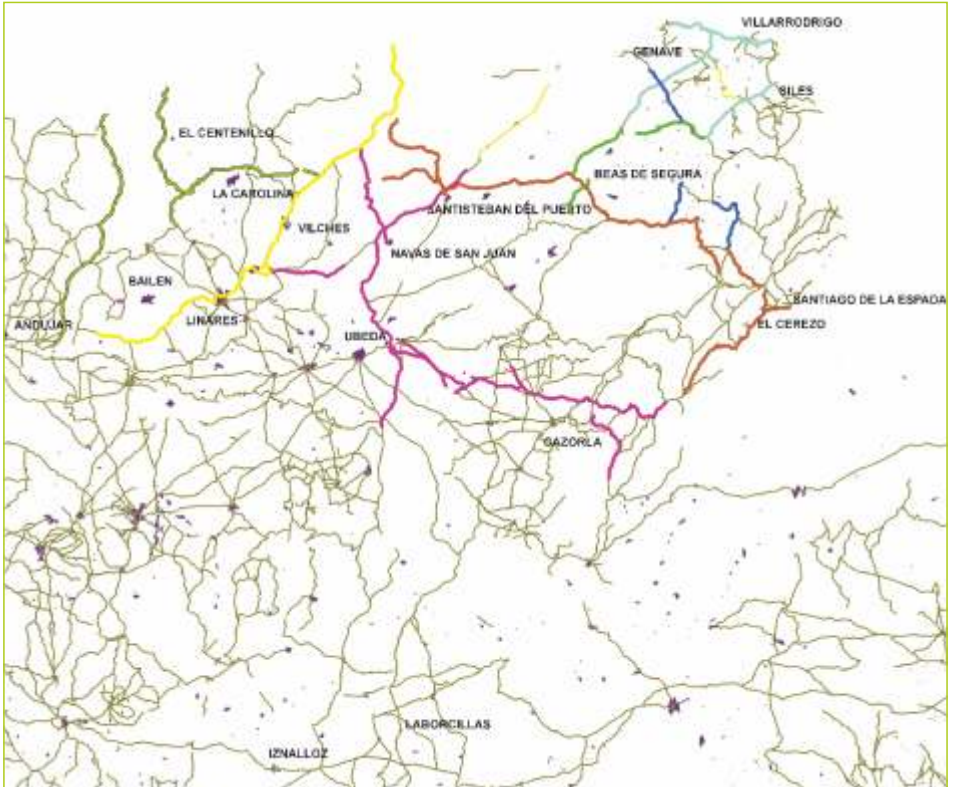 VILLARRODRIGO
GENAVE
SILES
EL CENTENILLO
BEAS DE SEGURA
LA CAROLINA
SANTISTEBAN DEL PUERTO
VILCHES
NAVAS DE SAN JUAN
BAILEN
SANTIAGO DE LA ESPADA
LINARES
ANDUJAR
EL CEREZO
UBEDA
CAZORLA
LABORCILLAS
IZNALLOZ